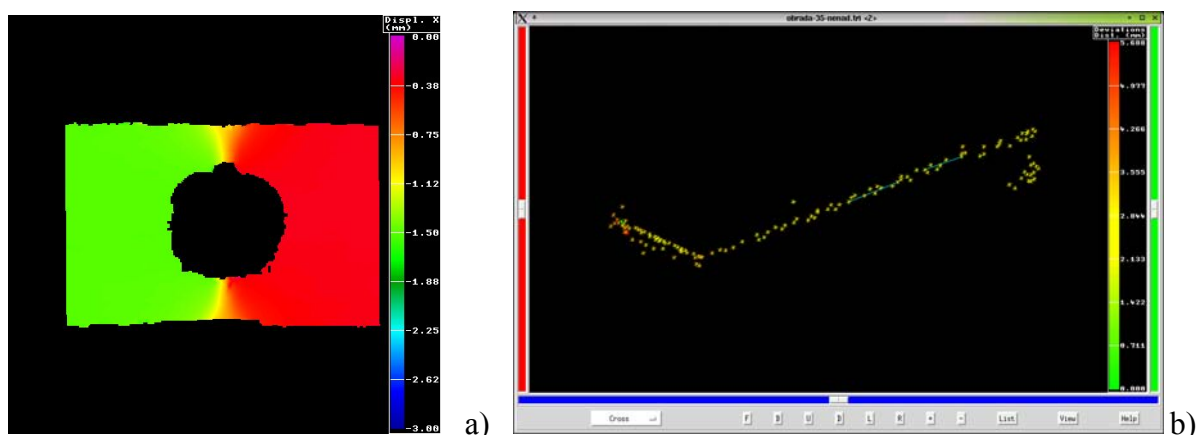 Displ. X
(mm)
0.00
-0.38
-0.75
-1.12
-1.50
-1.88
-2.25
-2.62
-3.00
a)
obrada-35-nenad.tri <2>
Deviations
Dist. (mm)
5.688
4.977
4.266
3.555
2.844
2.133
1.422
0.711
0.000
Cross F B U D L R + - List View Help
b)